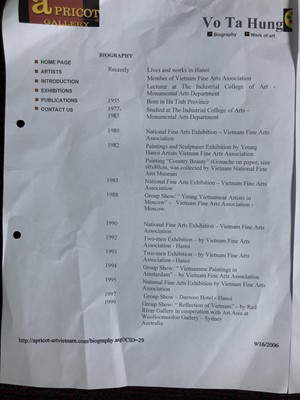 APRICOT
GALLERY
Vo Ta Hung
Biography
Work of art
BIOGRAPHY
HOME PAGE
ARTISTS
INTRODUCTION
EXHIBITIONS
PUBLICATIONS
CONTACT US
Recently Lives and works in Hanoi
Member of Vietnam Fine Arts Association
Lecturer at The Industrial College of Art -
Monumental Arts Department
1955 Born in Ha Tinh Province
1977- Studied at The Industrial College of Arts –
1983 Monumental Arts Department
1980 National Fine Arts Exhibition – Vietnam Fine Arts
Association
1982 Paintings and Sculptures Exhibition by Young
Hanoi Artists Vietnam Fine Arts Association
Painting "Country Beauty" (Gouache on paper, size
60x80cm, was collected by Vietnam National Fine
Arts Museum
1985 National Fine Arts Exhibition – Vietnam Fine Arts
Association
1988 Group Show: " Young Vietnamese Artists in
Moscow" – Vietnam Fine Arts Association -
Moscow
1990 National Fine Arts Exhibition – Vietnam Fine Arts
Association
1992 Two-men Exhibition – by Vietnam Fine Arts
Association - Hanoi
1993 Two-men Exhibition – by Vietnam Fine Arts
Association - Hanoi
1994 Group Show: " Vietnamese Paintings in
Amsterdam" – by Vietnam Fine Arts Association
1995 National Fine Arts Exhibition by Vietnam Fine Arts
Association
1997 Group Show – Daewoo Hotel - Hanoi
1999 Group Show: " Reflection of Vietnam" – by Red
River Gallery in cooperation with Art Asia at
Woolloomooloo Gallery – Sydney
Australia
http://apricot-artvietnam.com/biography.asp?CID=29
9/16/2006